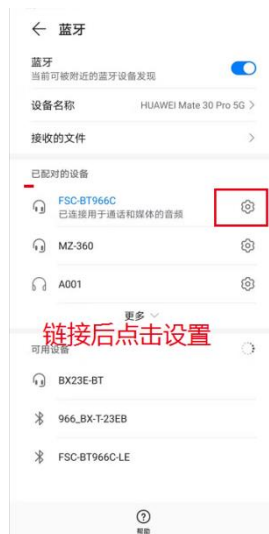 ← 蓝牙
蓝牙
当前可被附近的蓝牙设备发现
设备名称 HUAWEI Mate 30 Pro 5G >
接收的文件 >
已配对的设备
FSC-BT966C
已连接用于通话和媒体的音频
MZ-360
A001
更多
链接后点击设置
可用设备
BX23E-BT
966_BX-T-23EB
FSC-BT966C-LE
帮助